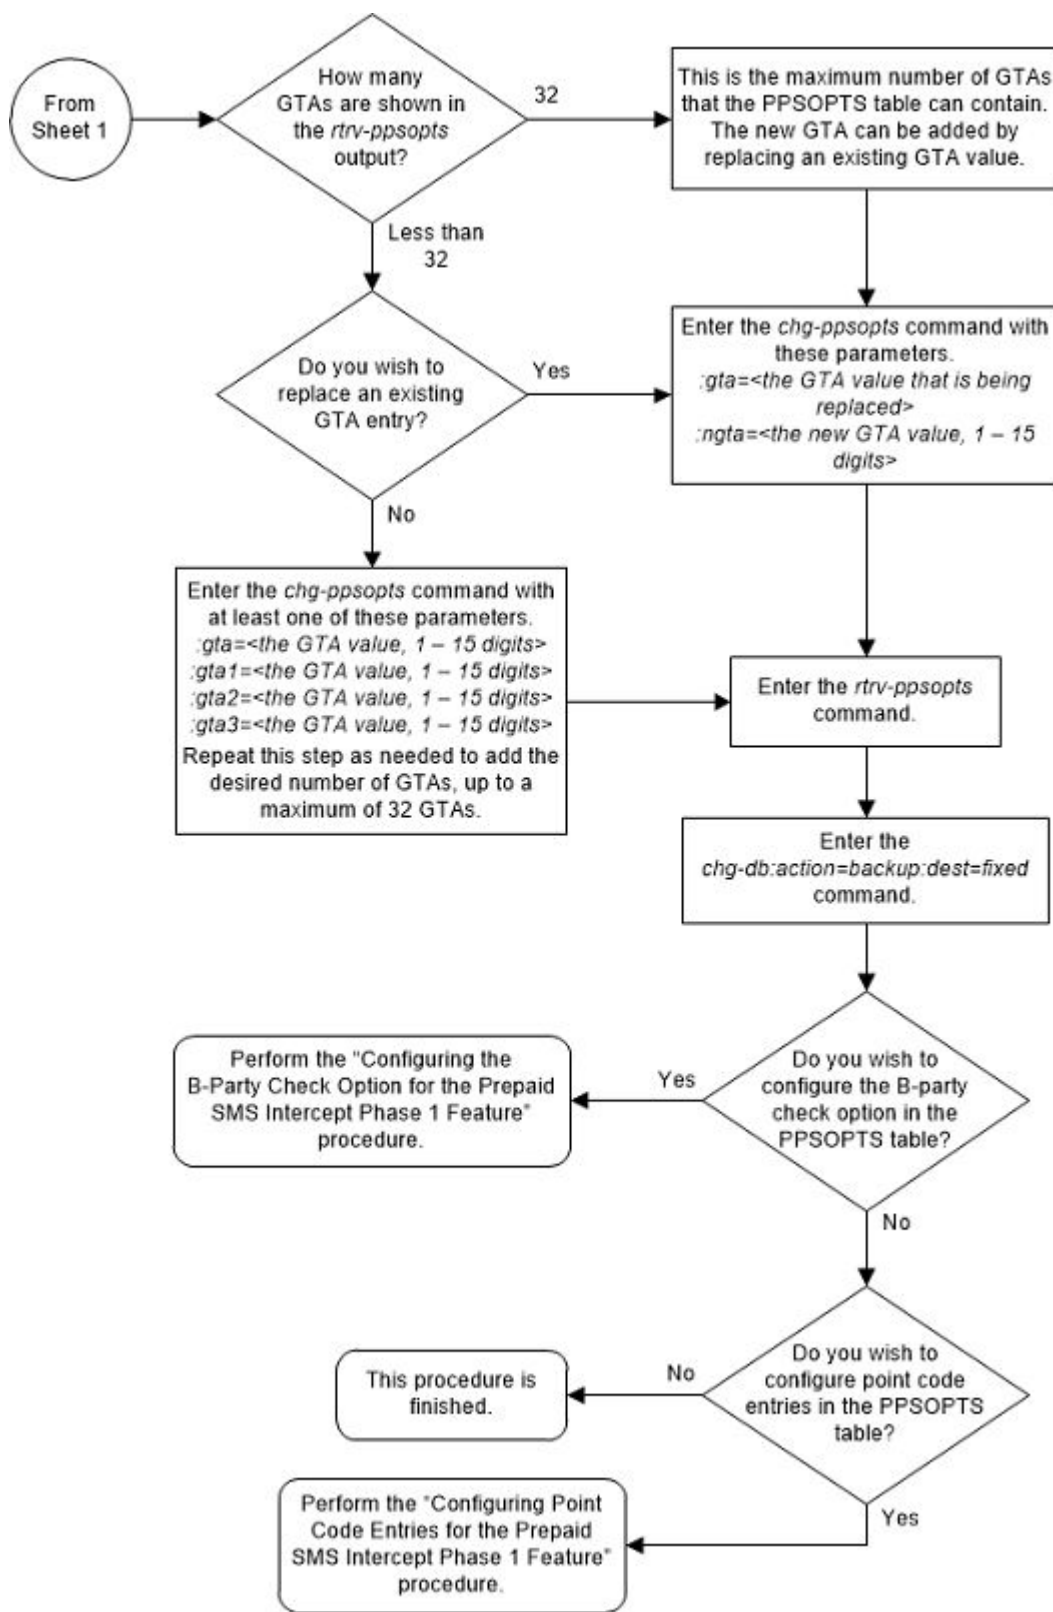 From
Sheet 1
How many
GTAs are shown in
the rtrv-ppsopts
output?
32
This is the maximum number of GTAs
that the PPSOPTS table can contain.
The new GTA can be added by
replacing an existing GTA value.
Less than
32
Do you wish to
replace an existing
GTA entry?
Yes
Enter the chg-ppsopts command with
these parameters.
:gta=<the GTA value that is being
replaced>
:ngta=<the new GTA value, 1 – 15
digits>
No
Enter the chg-ppsopts command with
at least one of these parameters.
:gta=<the GTA value, 1 – 15 digits>
:gta1=<the GTA value, 1 – 15 digits>
:gta2=<the GTA value, 1 – 15 digits>
:gta3=<the GTA value, 1 – 15 digits>
Repeat this step as needed to add the
desired number of GTAs, up to a
maximum of 32 GTAs.
Enter the rtrv-ppsopts
command.
Enter the
chg-db:action=backup:dest=fixed
command.
Do you wish to
configure the B-party
check option in the
PPSOPTS table?
Yes
Perform the "Configuring the
B-Party Check Option for the Prepaid
SMS Intercept Phase 1 Feature"
procedure.
No
Do you wish to
configure point code
entries in the PPSOPTS
table?
No
This procedure is
finished.
Yes
Perform the "Configuring Point
Code Entries for the Prepaid
SMS Intercept Phase 1 Feature"
procedure.